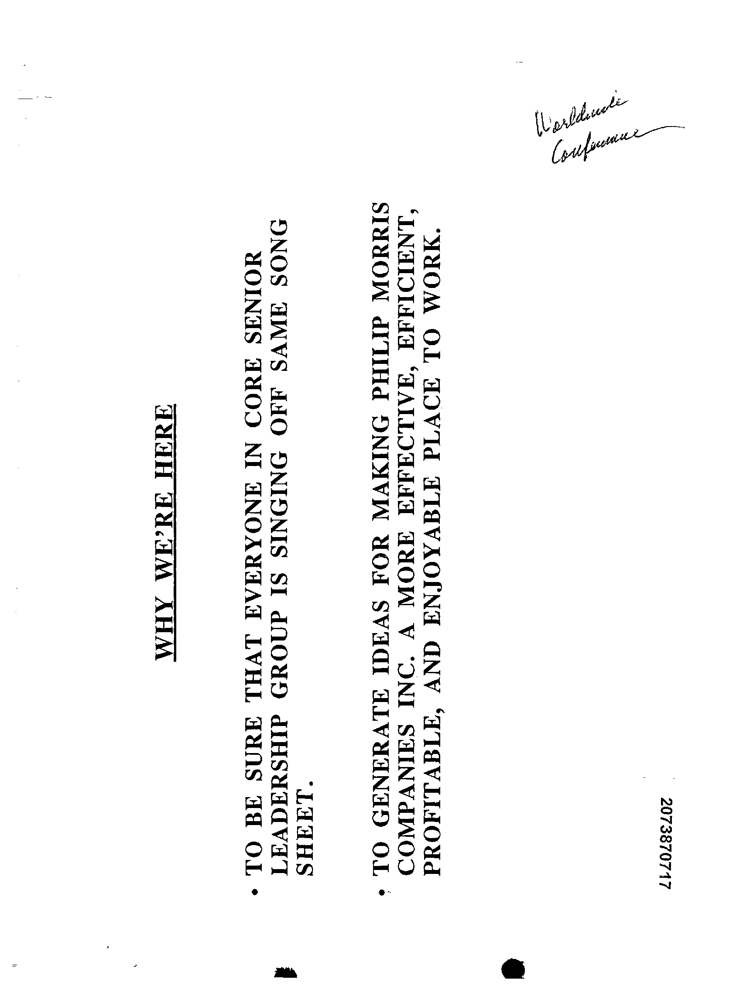 Worldwide
Conference
WHY WE'RE HERE
• TO BE SURE THAT EVERYONE IN CORE SENIOR
LEADERSHIP GROUP IS SINGING OFF SAME SONG
SHEET.
• TO GENERATE IDEAS FOR MAKING PHILIP MORRIS
COMPANIES INC. A MORE EFFECTIVE, EFFICIENT,
PROFITABLE, AND ENJOYABLE PLACE TO WORK.
2073870717